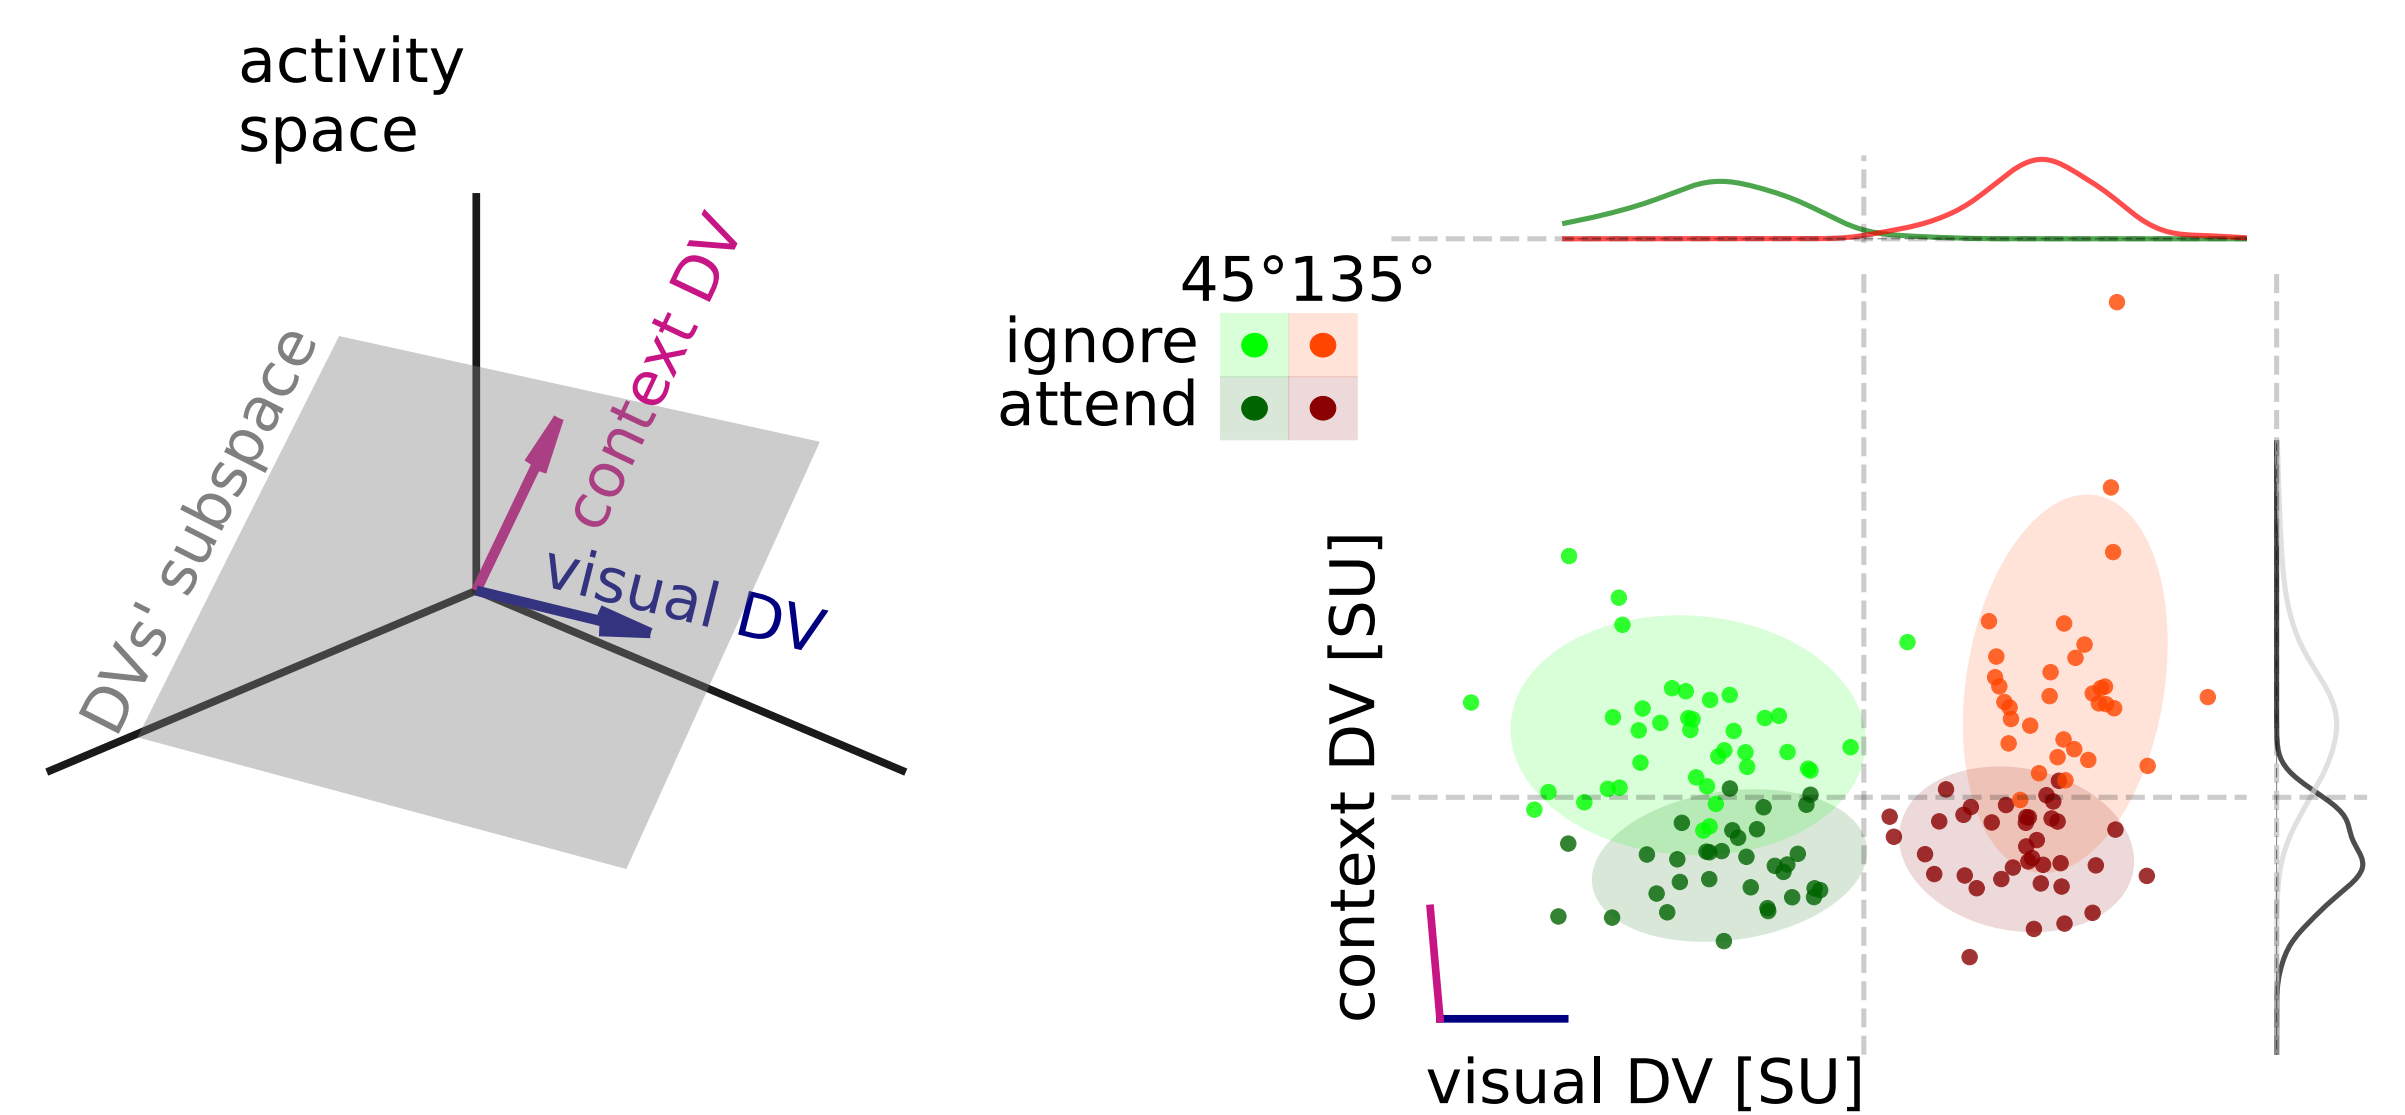 activity
space
DVs' subspace
context DV
visual DV
45°135°
ignore
attend
context DV [SU]
visual DV [SU]